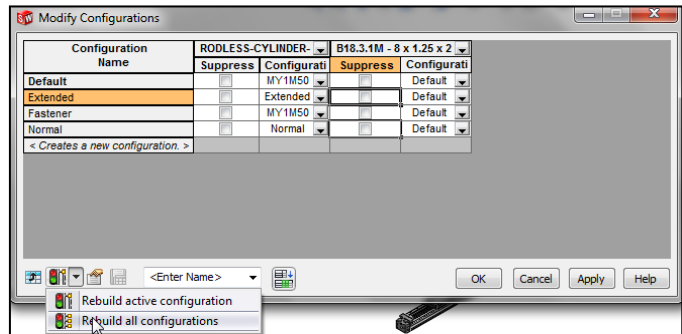 Modify Configurations
Configuration Name RODLESS-CYLINDER- B18.3.1M - 8 x 1.25 x 2
Suppress Configurati Suppress Configurati
Default MY1M50 Default
Extended Extended Default
Fastener MY1M50 Default
Normal Normal Default
< Creates a new configuration. >
<Enter Name> OK Cancel Apply Help
Rebuild active configuration
Rebuild all configurations